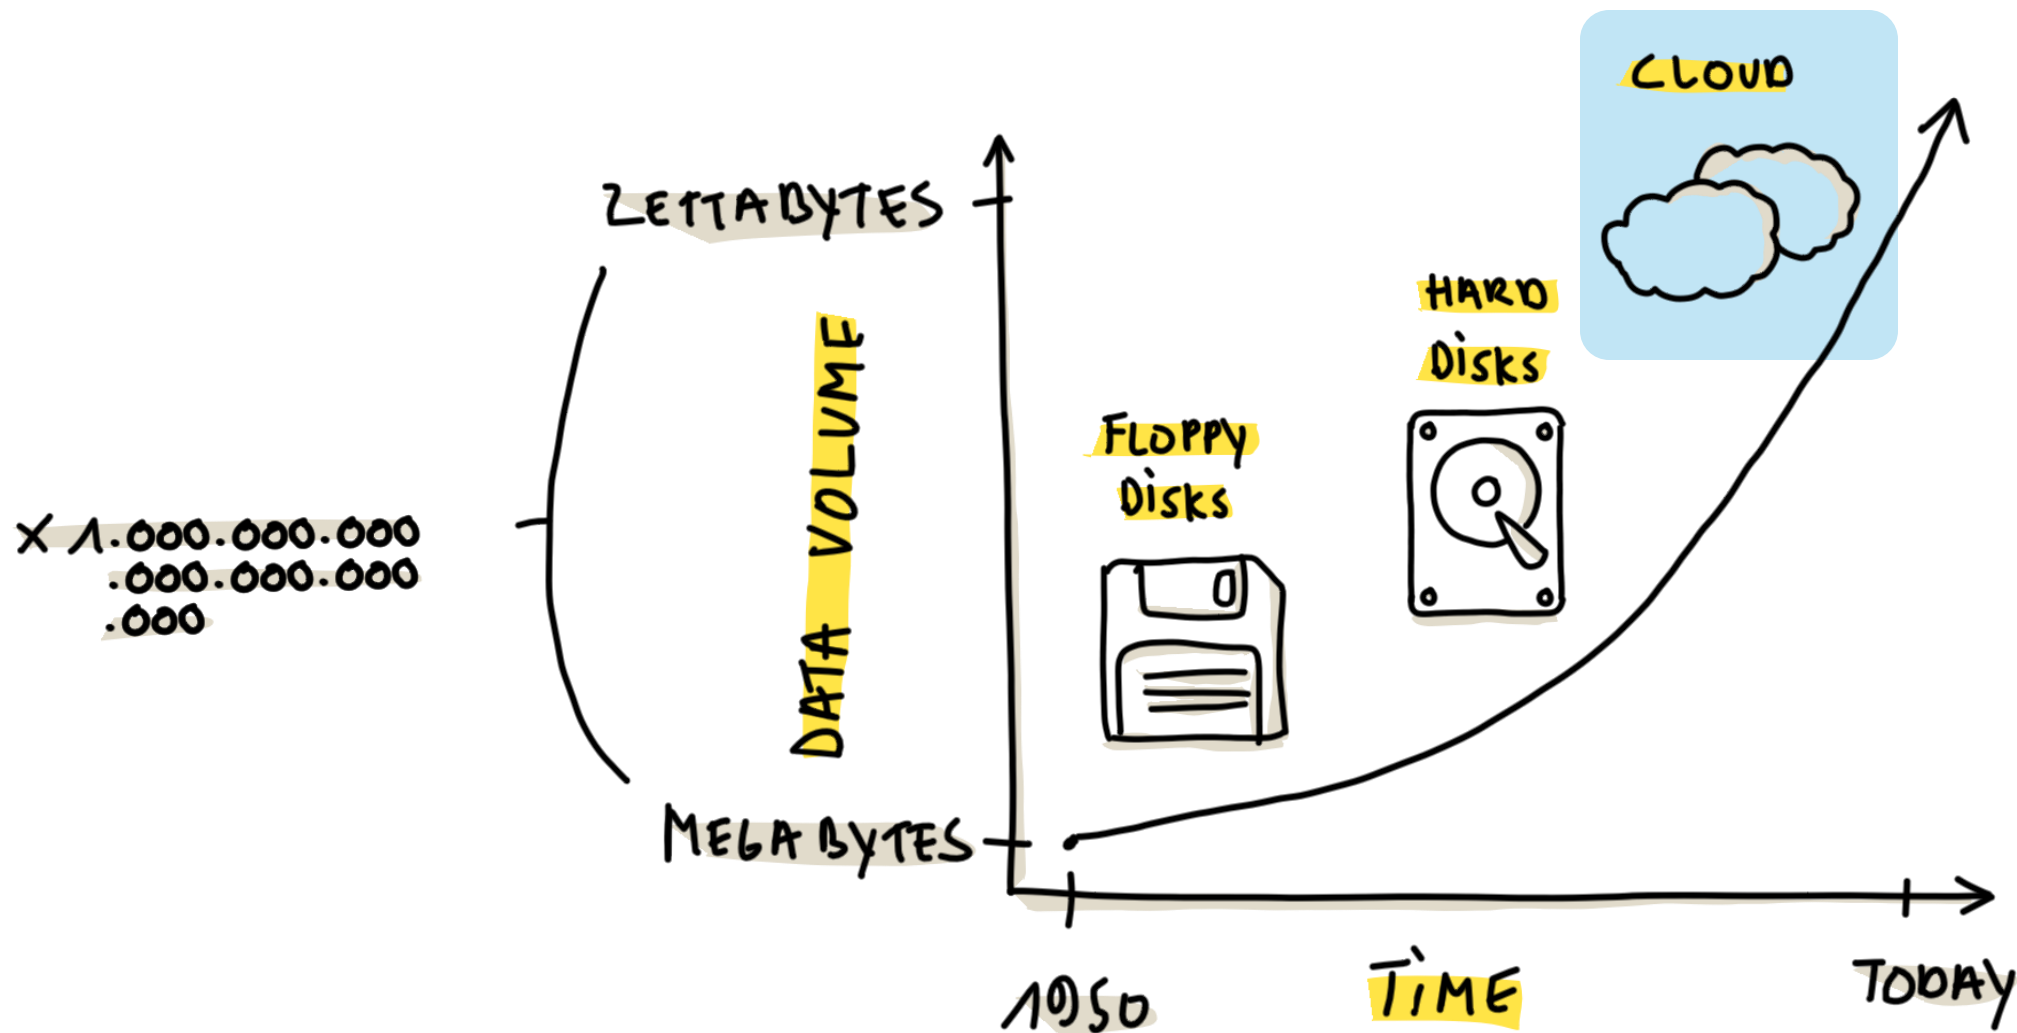 CLOUD
ZETTABYTES
HARD
DISKS
FLOPPY
DISKS
DATA VOLUME
X 1.000.000.000
.000.000.000
.000
MEGABYTES
1950
TIME
TODAY